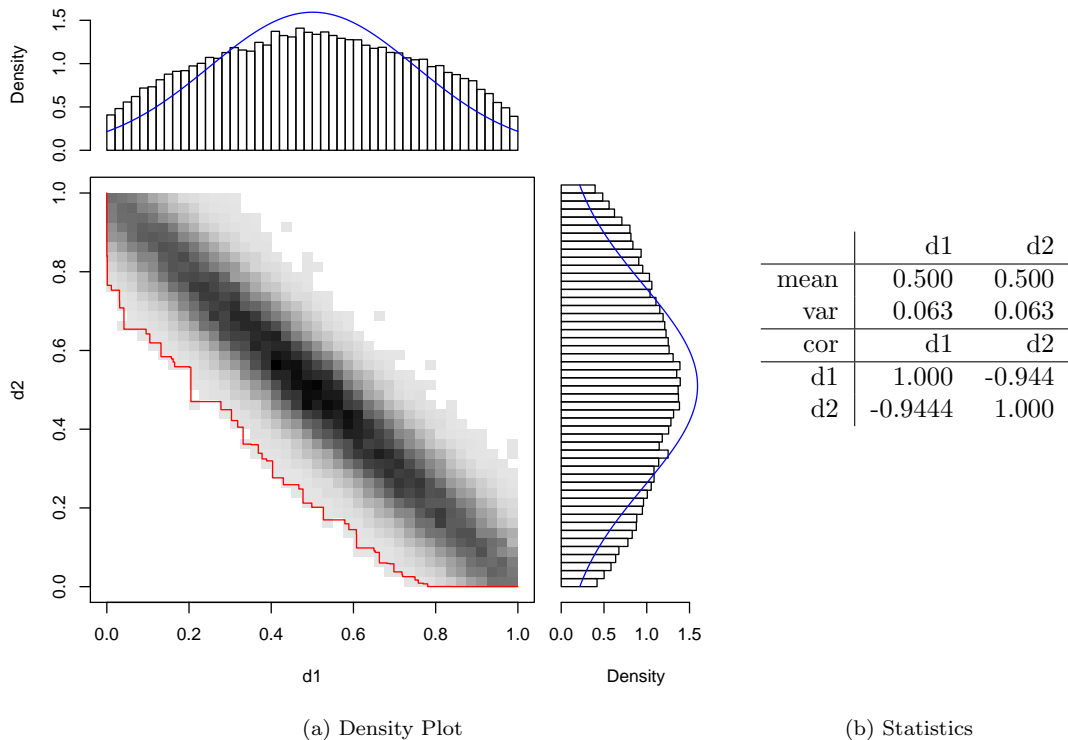 Density
0.0 0.5 1.0 1.5
d2
0.0 0.2 0.4 0.6 0.8 1.0
0.0 0.2 0.4 0.6 0.8 1.0
d1
0.0 0.5 1.0 1.5
Density
d1 d2
mean 0.500 0.500
var 0.063 0.063
cor d1 d2
d1 1.000 -0.944
d2 -0.9444 1.000
(a) Density Plot
(b) Statistics